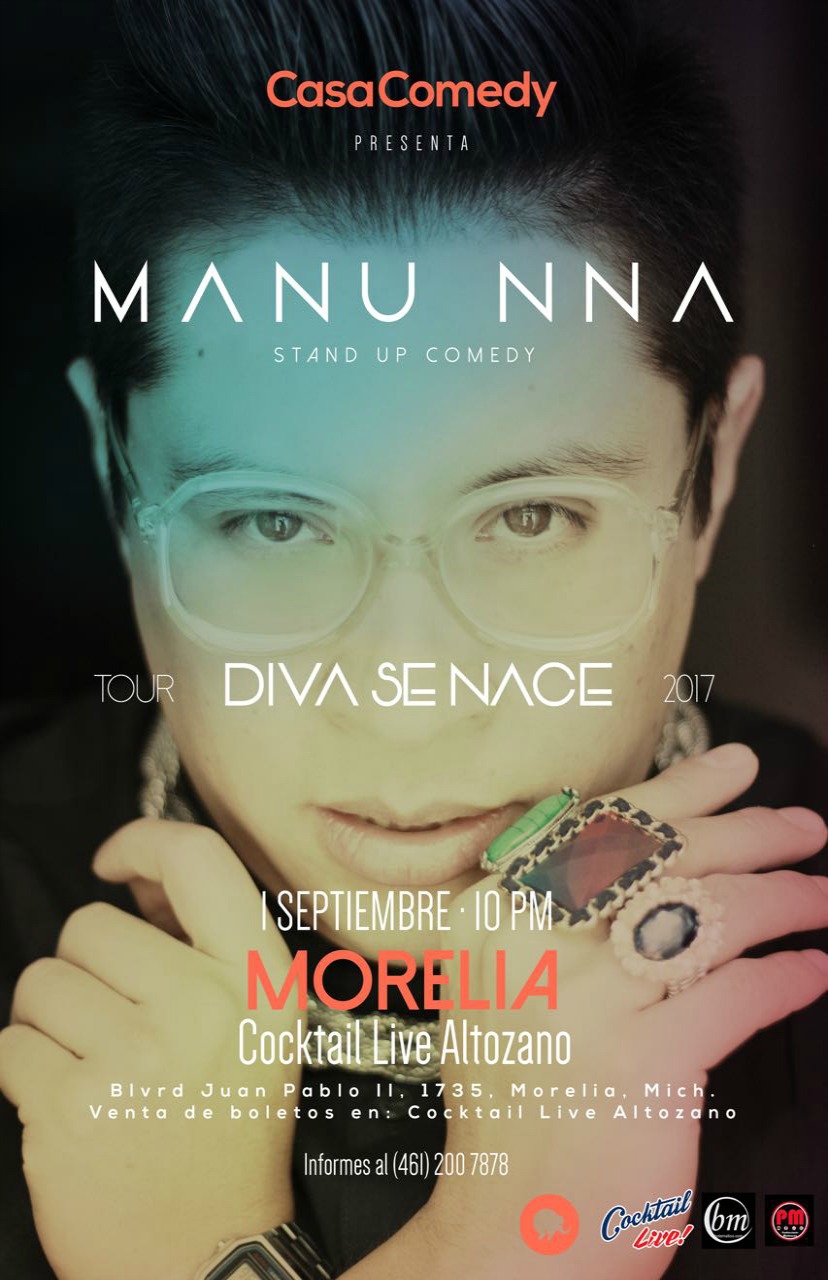 CasaComedy
PRESENTA
MANU NNA
STAND UP COMEDY
TOUR DIVA SE NACE 2017
1 SEPTIEMBRE · 10 PM
MORELIA
Cocktail Live Altozano
Blvrd Juan Pablo II, 1735, Morelia, Mich.
Venta de boletos en: Cocktail Live Altozano
Informes al (461) 200 7878
Cocktail Live!
bm
PM